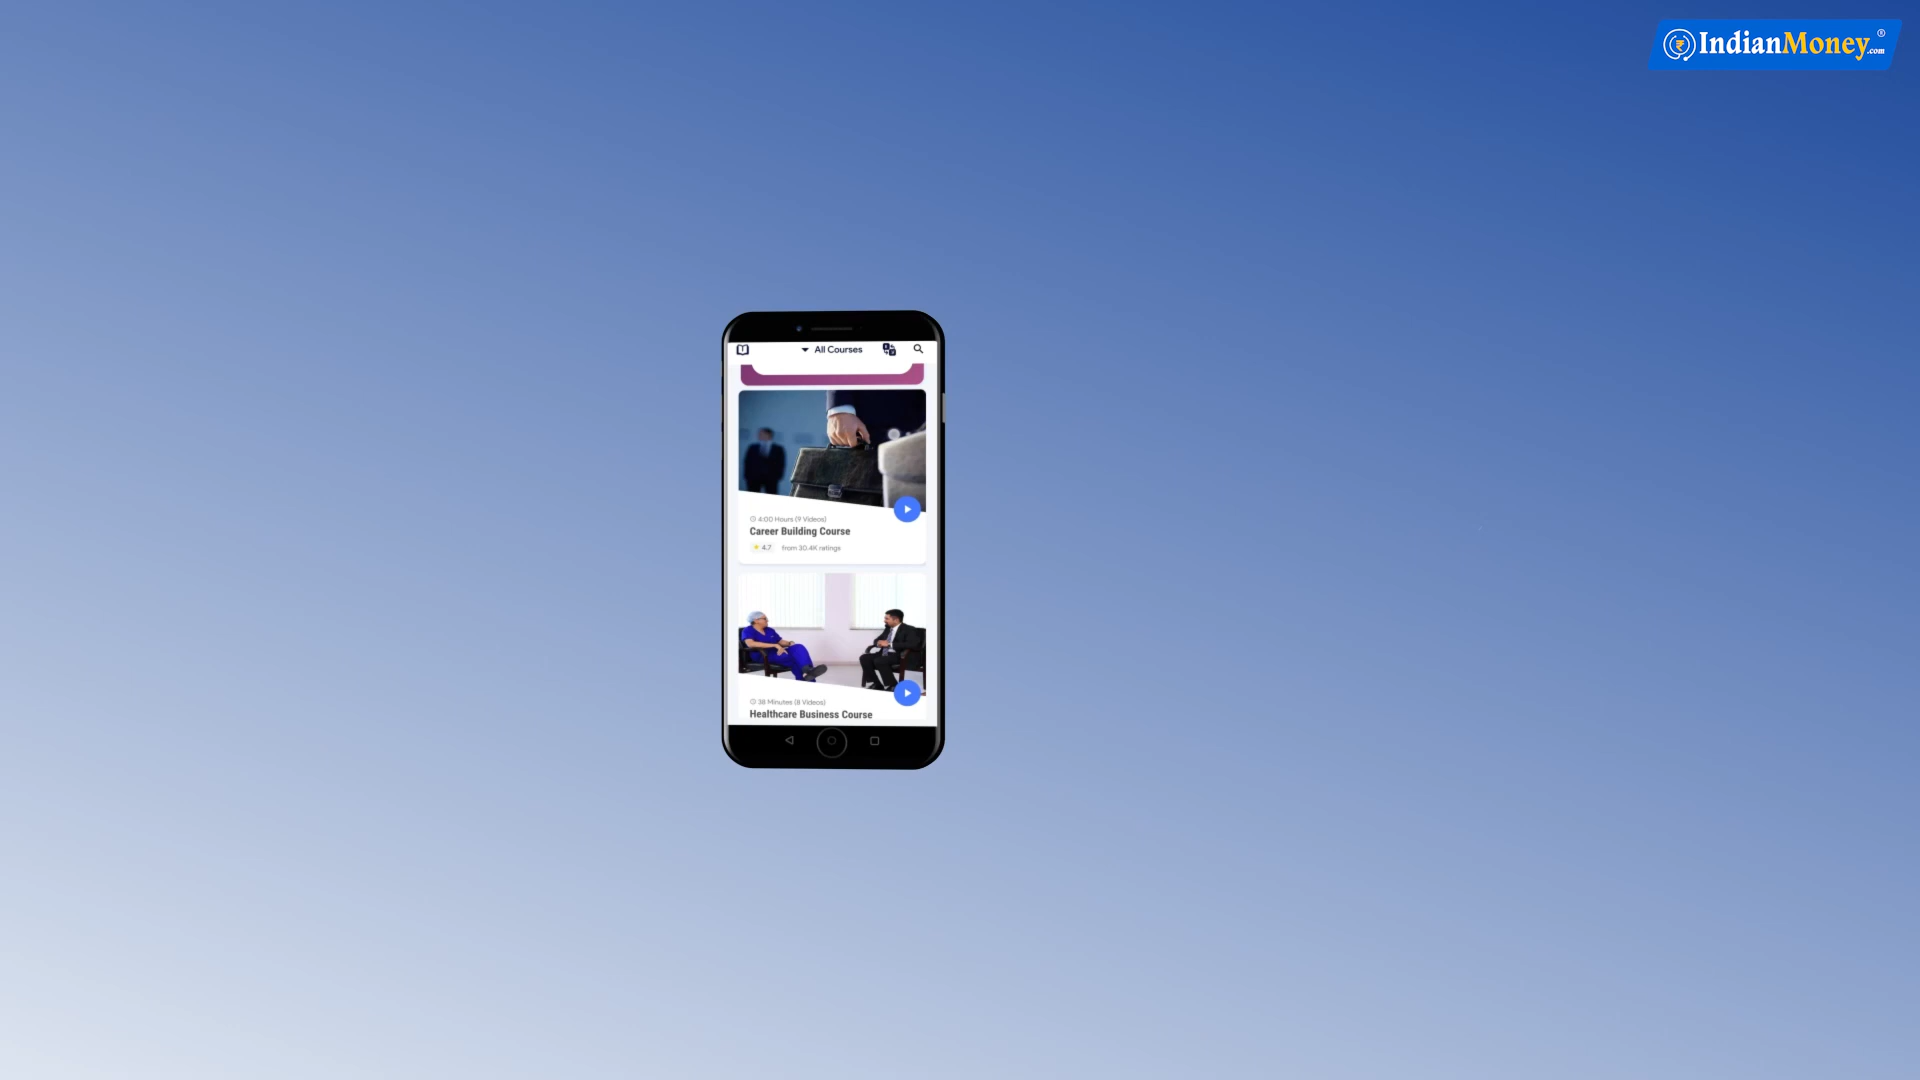 IndianMoney.com®
All Courses
4:00 Hours (9 Videos)
Career Building Course
4.7 from 30.4K ratings
38 Minutes (8 Videos)
Healthcare Business Course